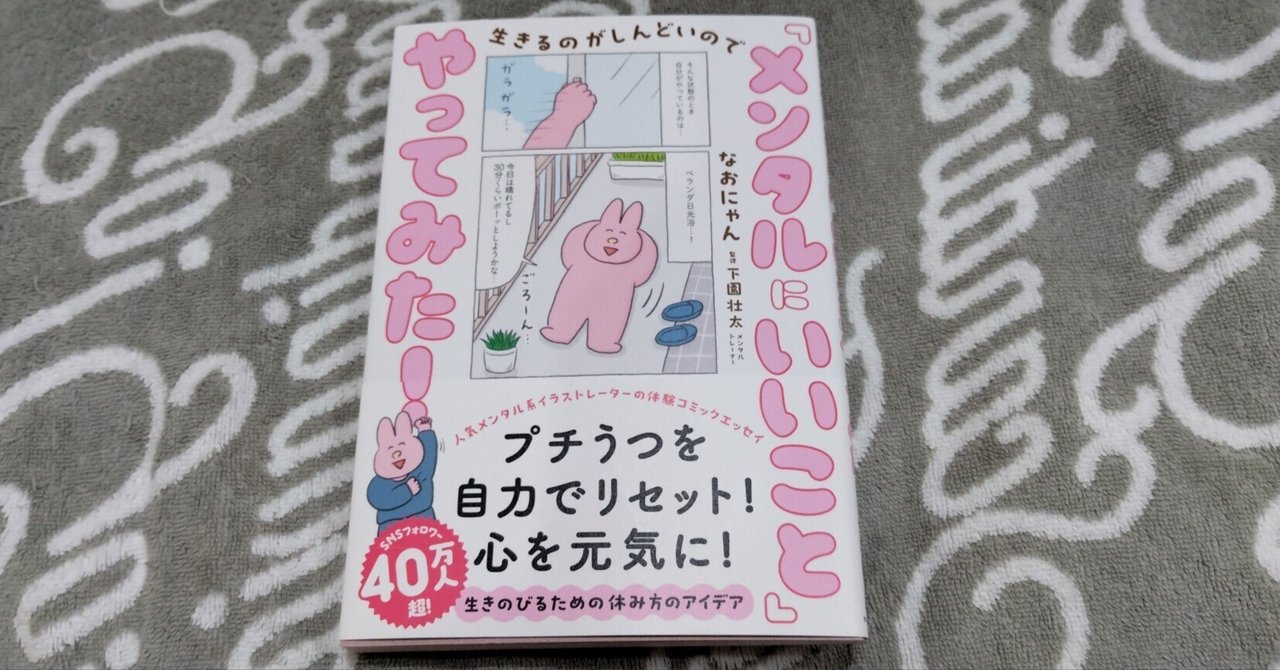 生きるのがしんどいので
『メンタルにいいこと』
やってみた!
なおにゃん
監修 下園壮太
メンタル
トレーナー
そんな状態のとき
自分がやっているのは…
ガラガラ…
ベランダ日光浴…!
今日は晴れてるし
30分くらいボーッとしようかな…
ごろーん…
人気メンタル系イラストレーターの体験コミックエッセイ
プチうつを
自力でリセット!
心を元気に!
SNSフォロワー
40万人
超!
生きのびるための休み方のアイデア